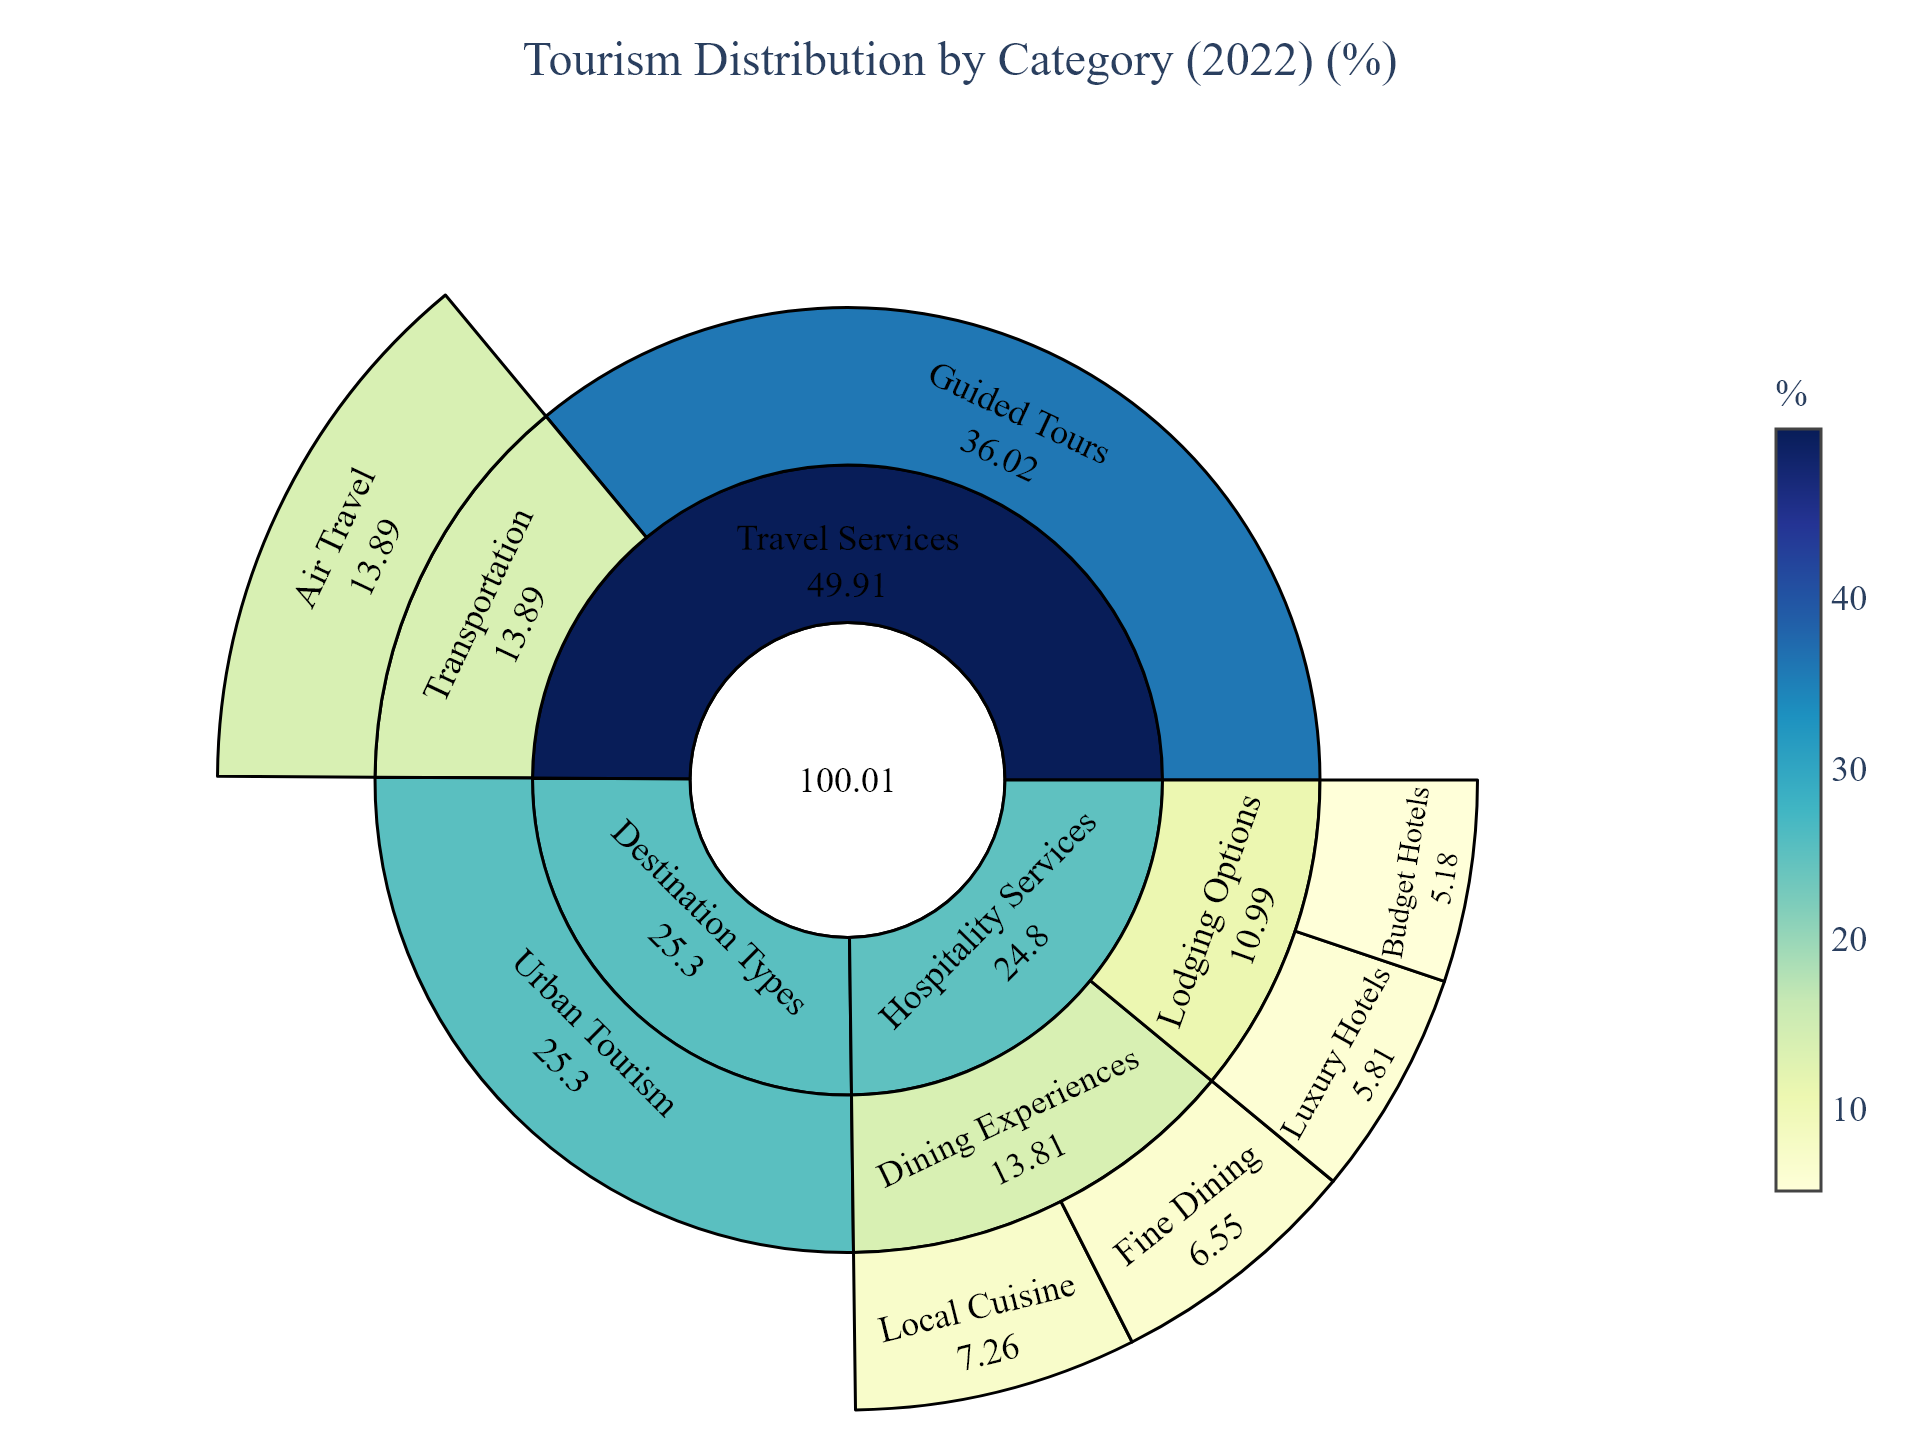 Tourism Distribution by Category (2022) (%)
Guided Tours
36.02
Travel Services
49.91
Air Travel
13.89
Transportation
13.89
100.01
Destination Types
25.3
Urban Tourism
25.3
Hospitality Services
24.8
Lodging Options
10.99
Budget Hotels
5.18
Luxury Hotels
5.81
Dining Experiences
13.81
Fine Dining
6.55
Local Cuisine
7.26
%
40
30
20
10